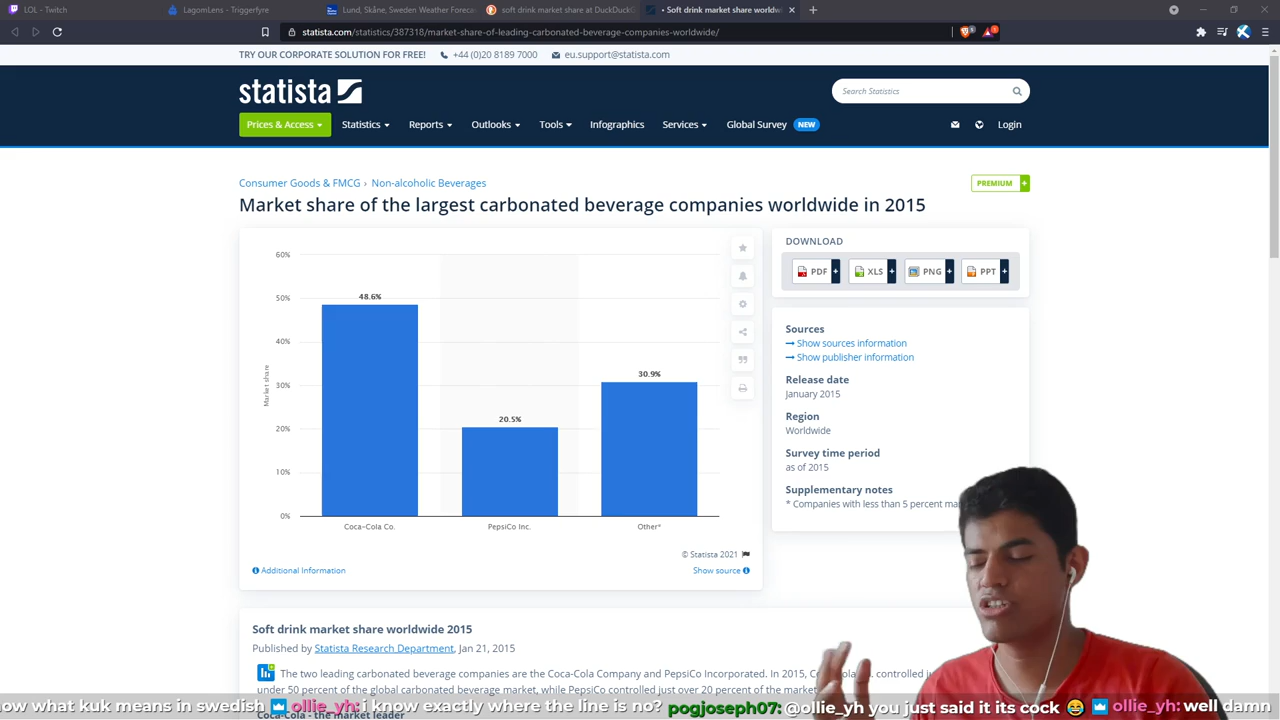 LOL - Twitch
LagomLens - Triggerfyre
Lund, Skåne, Sweden Weather Foreca
soft drink market share at DuckDuckG
• Soft drink market share worldw
statista.com/statistics/387318/market-share-of-leading-carbonated-beverage-companies-worldwide/
TRY OUR CORPORATE SOLUTION FOR FREE! +44 (0)20 8189 7000 eu.support@statista.com
statista
Search Statistics
Prices & Access Statistics Reports Outlooks Tools Infographics Services Global Survey NEW Login
Consumer Goods & FMCG › Non-alcoholic Beverages
PREMIUM +
Market share of the largest carbonated beverage companies worldwide in 2015
DOWNLOAD
PDF + XLS + PNG + PPT +
60%
50%
40%
30%
20%
10%
0%
Market share
48.6%
20.5%
30.9%
Coca-Cola Co. PepsiCo Inc. Other*
© Statista 2021
Additional Information Show source
Sources
Show sources information
Show publisher information
Release date
January 2015
Region
Worldwide
Survey time period
as of 2015
Supplementary notes
* Companies with less than 5 percent
Soft drink market share worldwide 2015
Published by Statista Research Department, Jan 21, 2015
The two leading carbonated beverage companies are the Coca-Cola Company and PepsiCo Incorporated. In 2015, controlled
under 50 percent of the global carbonated beverage market, while PepsiCo controlled just over 20 percent of the market
Coca-Cola - the market leader
ow what kuk means in swedish ollie_yh: i know exactly where the line is no? pogjoseph07: @ollie_yh you just said it its cock 😂 ollie_yh: well damn